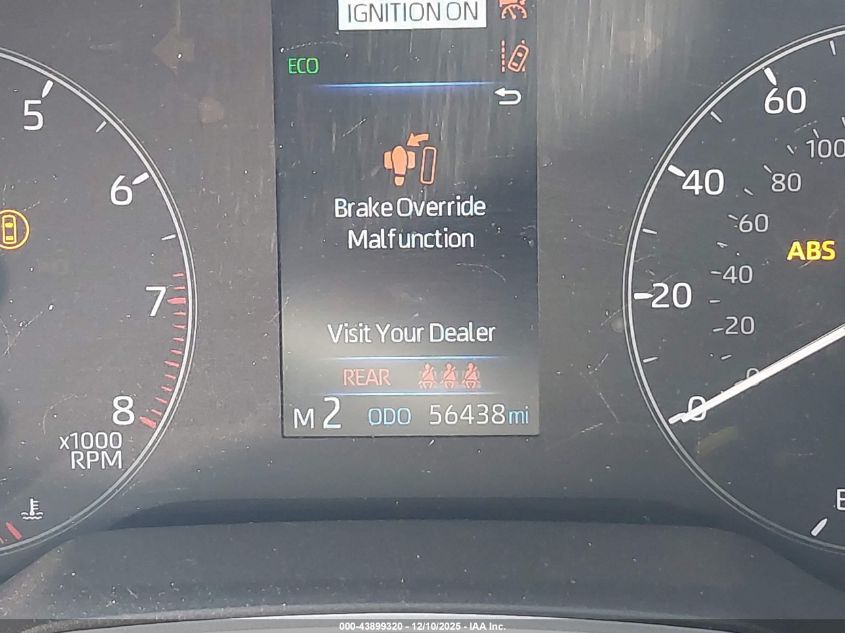 IGNITION ON
ECO
5
6
7
8
x1000
RPM
Brake Override
Malfunction
Visit Your Dealer
REAR
M 2 ODO 56438 mi
60
40
20
0
100
80
60
40
20
0
ABS
E
000-43899320 - 12/10/2025 - IAA Inc.